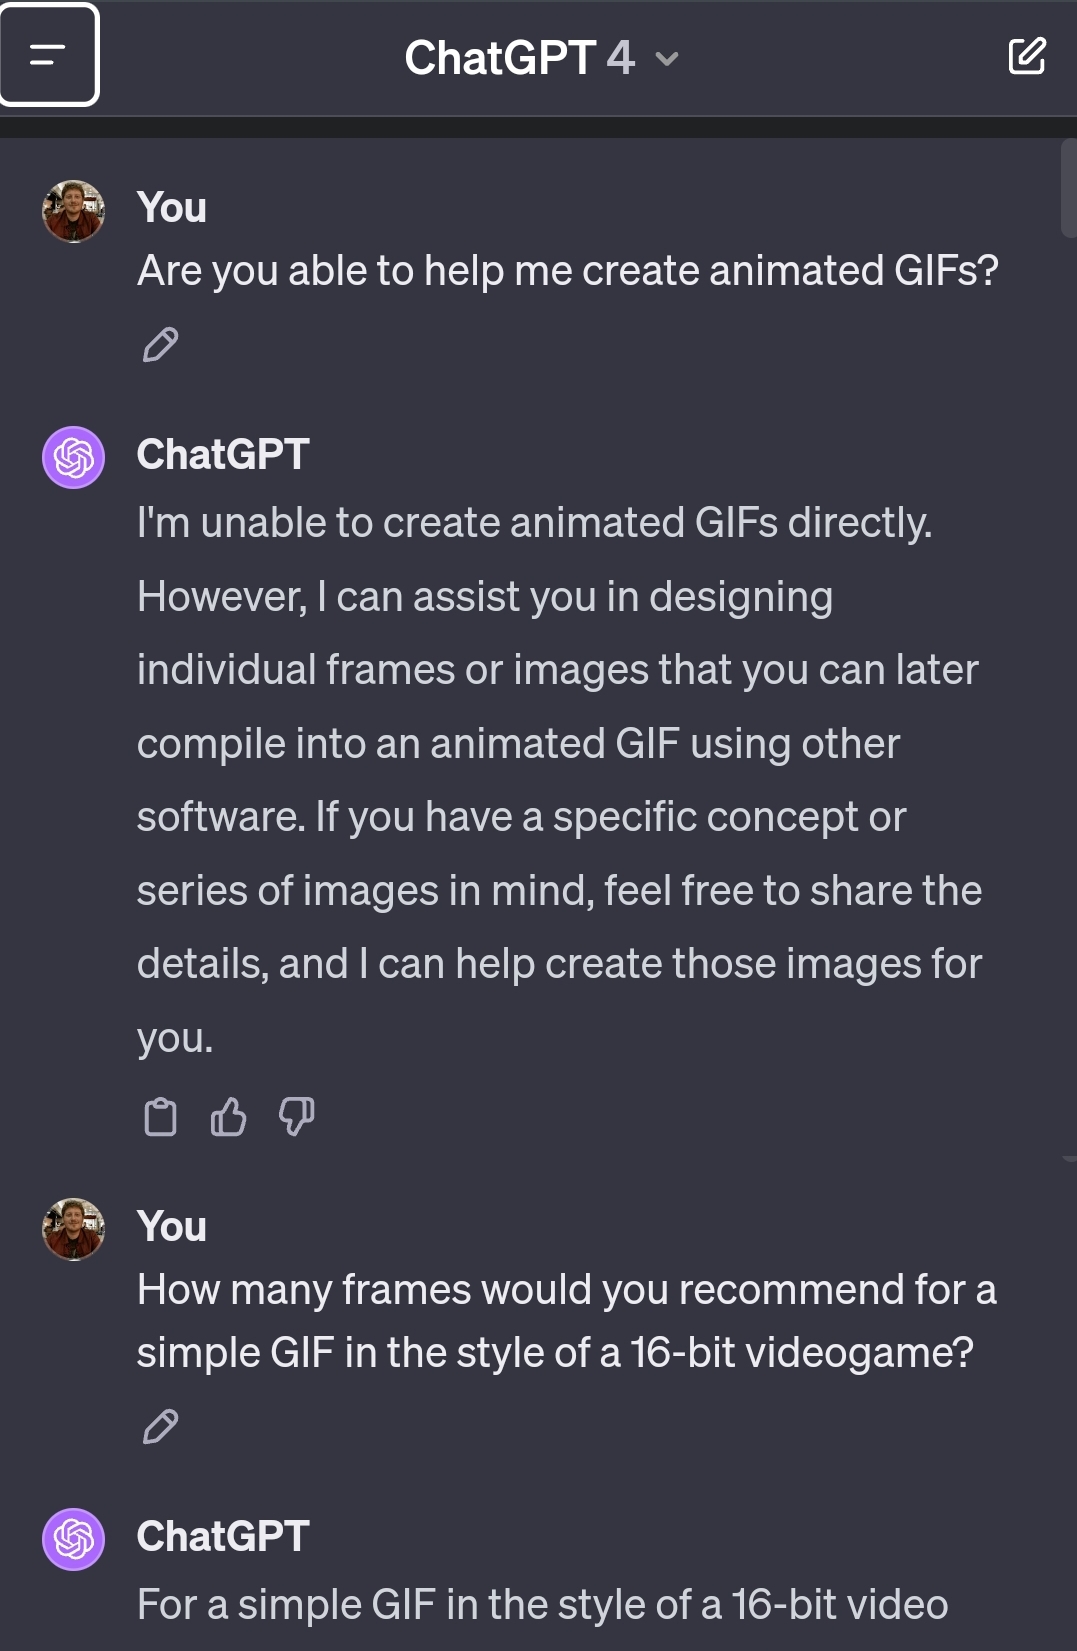 ChatGPT 4
You
Are you able to help me create animated GIFs?
ChatGPT
I'm unable to create animated GIFs directly.
However, I can assist you in designing
individual frames or images that you can later
compile into an animated GIF using other
software. If you have a specific concept or
series of images in mind, feel free to share the
details, and I can help create those images for
you.
You
How many frames would you recommend for a
simple GIF in the style of a 16-bit videogame?
ChatGPT
For a simple GIF in the style of a 16-bit video